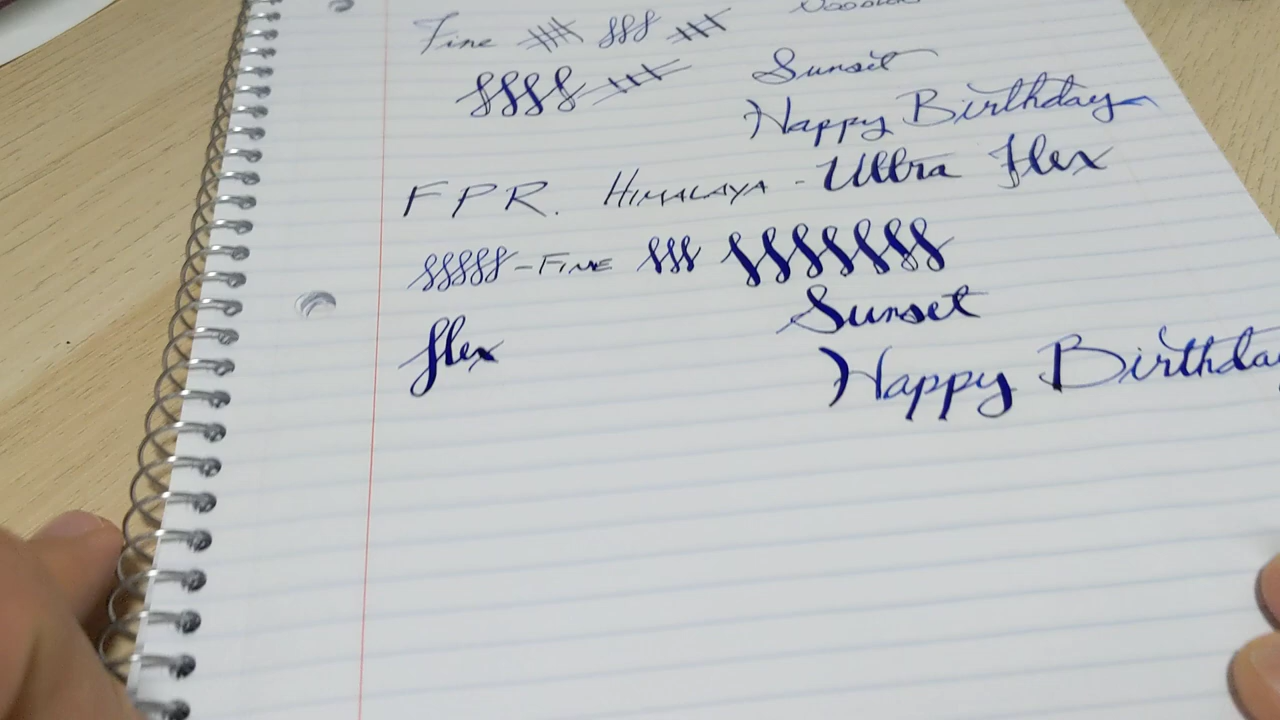 Fine
Sunset
Happy Birthday
FPR. HIMALAYA - Ultra Flex
- FINE
Sunset
flex
Happy Birthda